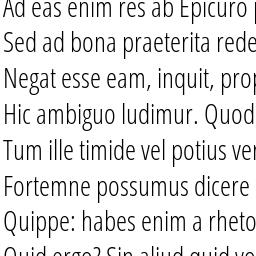 Ad eas enim res ab Epicuro
Sed ad bona praeterita rede
Negat esse eam, inquit, prop
Hic ambiguo ludimur. Quod
Tum ille timide vel potius ver
Fortemne possumus dicere
Quippe: habes enim a rheto
Quid ergo? Sin aliud quid vo